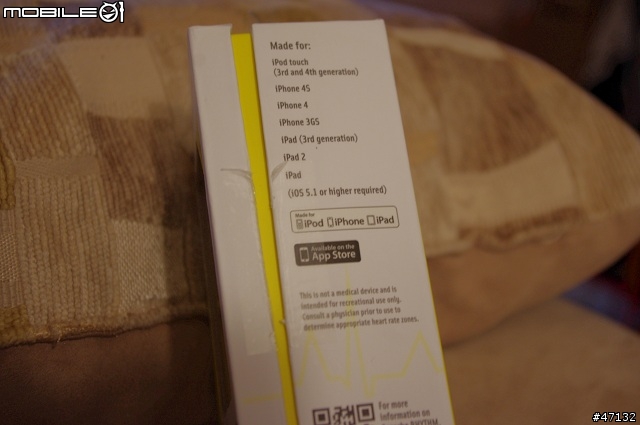 MOBILE01
Made for:
iPod touch
(3rd and 4th generation)
iPhone 4S
iPhone 4
iPhone 3GS
iPad (3rd generation)
iPad 2
iPad
(iOS 5.1 or higher required)
Made for
iPod iPhone iPad
Available on the
App Store
This is not a medical device and is
intended for recreational use only.
Consult a physician prior to use to
determine appropriate heart rate zones.
For more
information on
RHYTHM
#47132